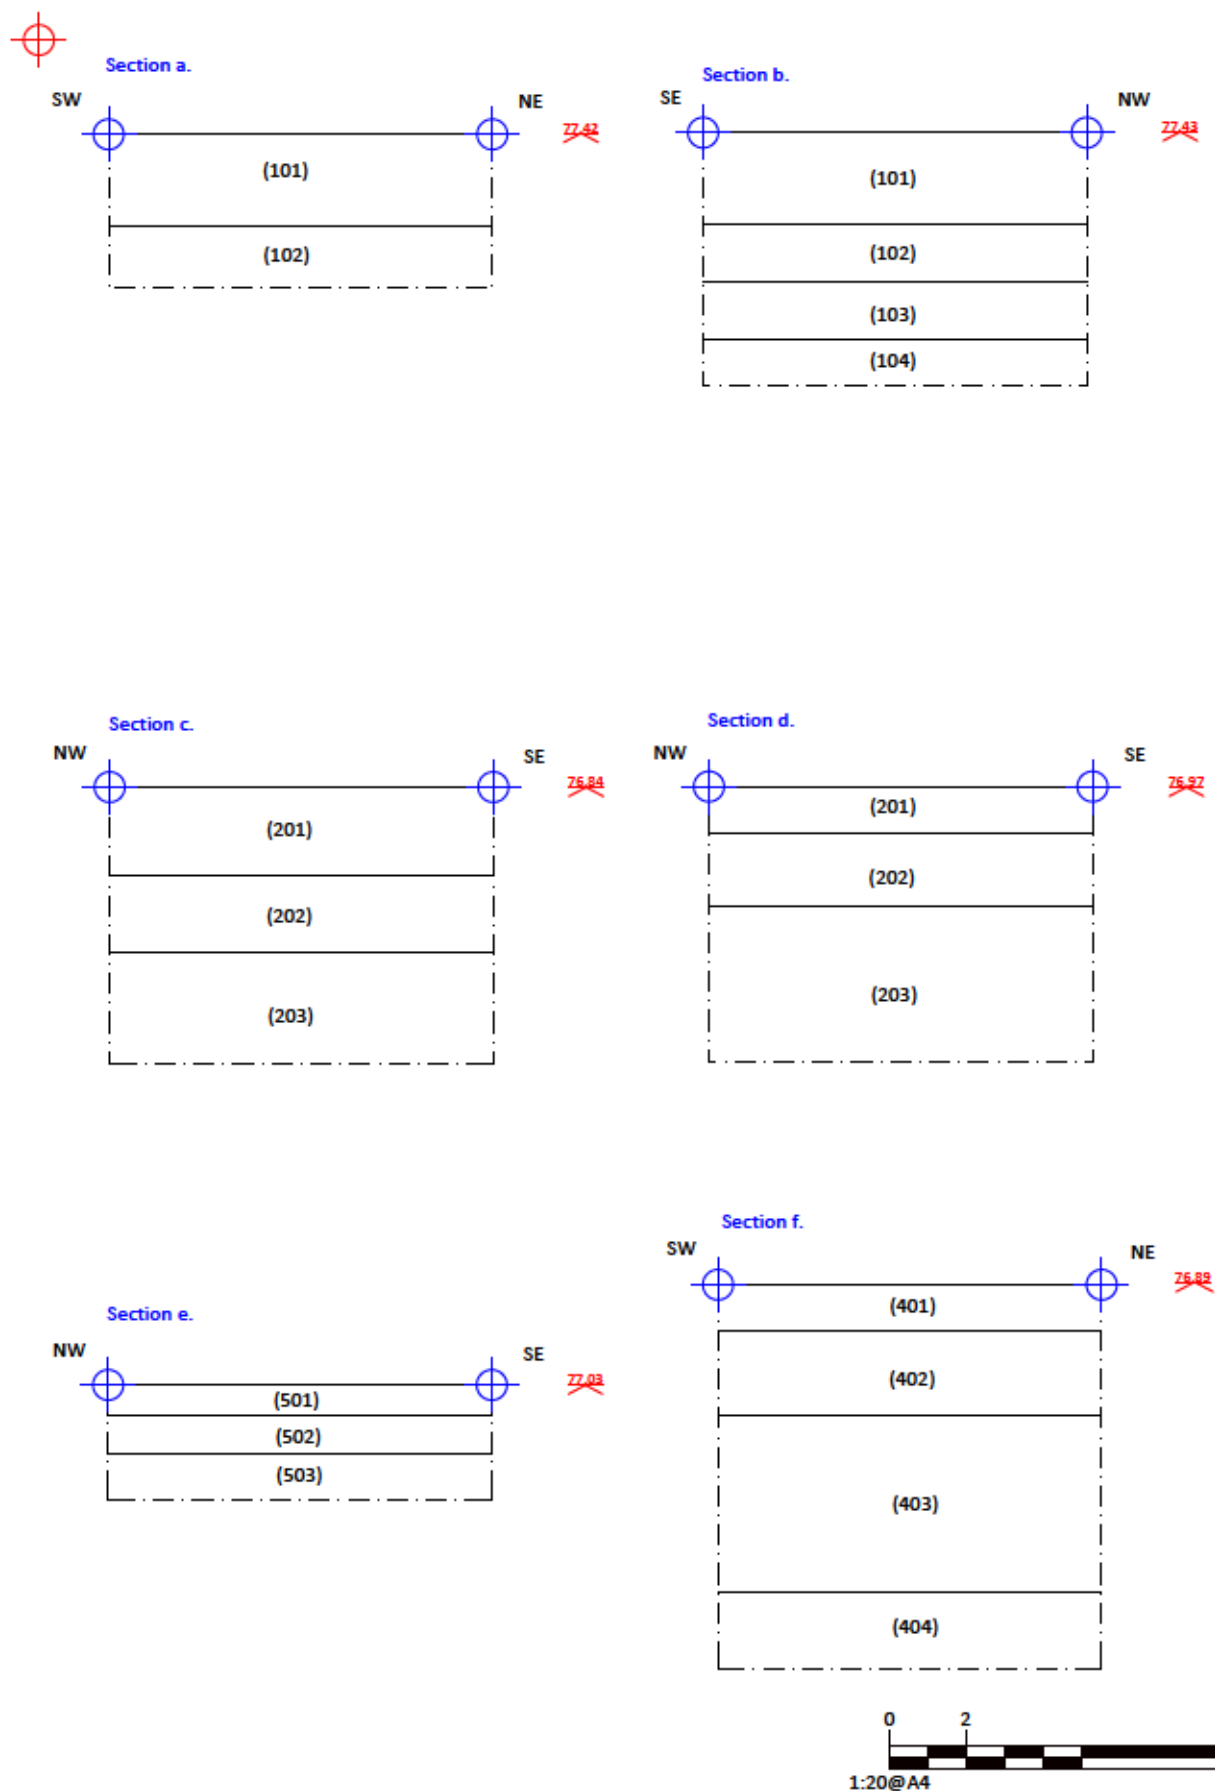 Section a.
SW
NE
77.42
(101)
(102)
Section b.
SE
NW
77.43
(101)
(102)
(103)
(104)
Section c.
NW
SE
76.84
(201)
(202)
(203)
Section d.
NW
SE
76.97
(201)
(202)
(203)
Section e.
NW
SE
77.03
(501)
(502)
(503)
Section f.
SW
NE
76.89
(401)
(402)
(403)
(404)
0 2
1:20@A4